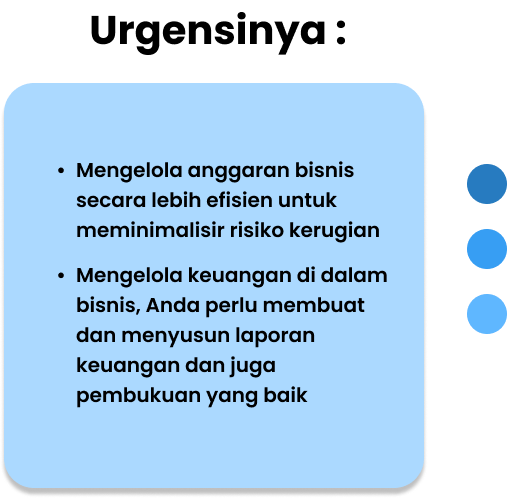 Urgensinya :
• Mengelola anggaran bisnis
secara lebih efisien untuk
meminimalisir risiko kerugian
• Mengelola keuangan di dalam
bisnis, Anda perlu membuat
dan menyusun laporan
keuangan dan juga
pembukuan yang baik